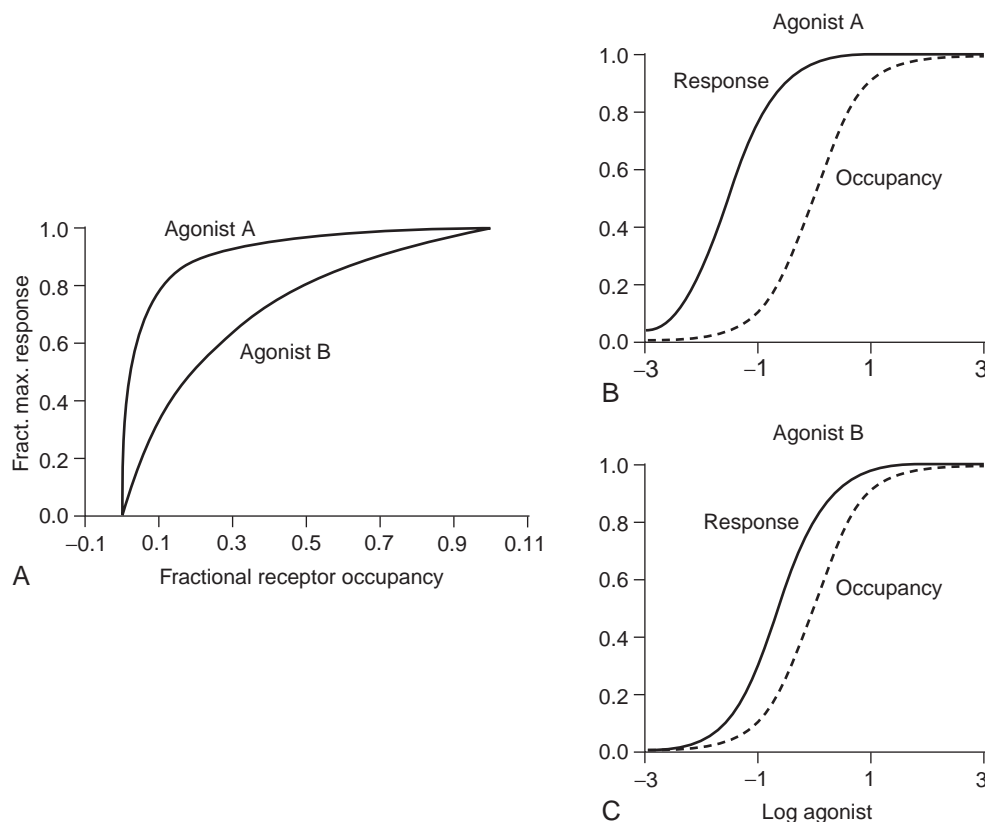 Fract. max. response
1.0
0.8
0.6
0.4
0.2
0.0
Agonist A
Agonist B
–0.1 0.1 0.3 0.5 0.7 0.9 0.11
A
Fractional receptor occupancy
Agonist A
1.0
0.8
0.6
0.4
0.2
0.0
Response
Occupancy
–3 –1 1 3
B
Agonist B
1.0
0.8
0.6
0.4
0.2
0.0
Response
Occupancy
–3 –1 1 3
C
Log agonist